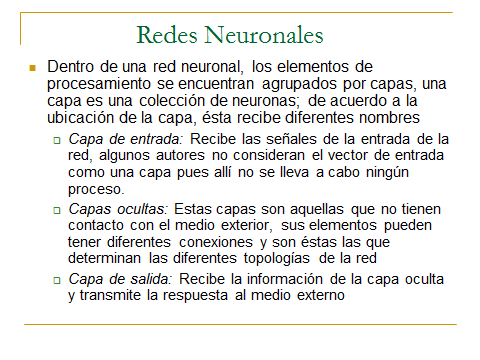 Redes Neuronales
Dentro de una red neuronal, los elementos de
procesamiento se encuentran agrupados por capas, una
capa es una colección de neuronas; de acuerdo a la
ubicación de la capa, ésta recibe diferentes nombres
Capa de entrada: Recibe las señales de la entrada de la
red, algunos autores no consideran el vector de entrada
como una capa pues allí no se lleva a cabo ningún
proceso.
Capas ocultas: Estas capas son aquellas que no tienen
contacto con el medio exterior, sus elementos pueden
tener diferentes conexiones y son éstas las que
determinan las diferentes topologías de la red
Capa de salida: Recibe la información de la capa oculta
y transmite la respuesta al medio externo